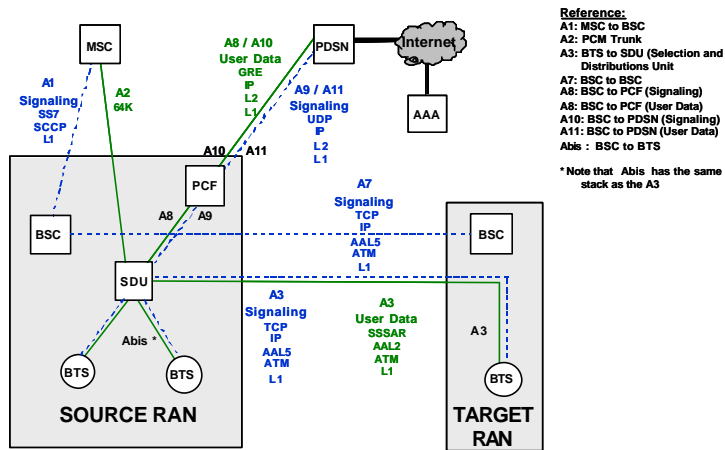 MSC
PDSN
Internet
AAA
A8 / A10
User Data
GRE
IP
L2
L1
A9 / A11
Signaling
UDP
IP
L2
L1
A1
Signaling
SS7
SCCP
L1
A2
64K
A10
A11
PCF
A8
A9
BSC
SDU
Abis *
BTS
BTS
SOURCE RAN
A7
Signaling
TCP
IP
AAL5
ATM
L1
A3
Signaling
TCP
IP
AAL5
ATM
L1
A3
User Data
SSSAR
AAL2
ATM
L1
BSC
A3
BTS
TARGET
RAN
Reference:
A1: MSC to BSC
A2: PCM Trunk
A3: BTS to SDU (Selection and
Distributions Unit
A7: BSC to BSC
A8: BSC to PCF (Signaling)
A8: BSC to PCF (User Data)
A10: BSC to PDSN (Signaling)
A11: BSC to PDSN (User Data)
Abis : BSC to BTS
* Note that Abis has the same
stack as the A3